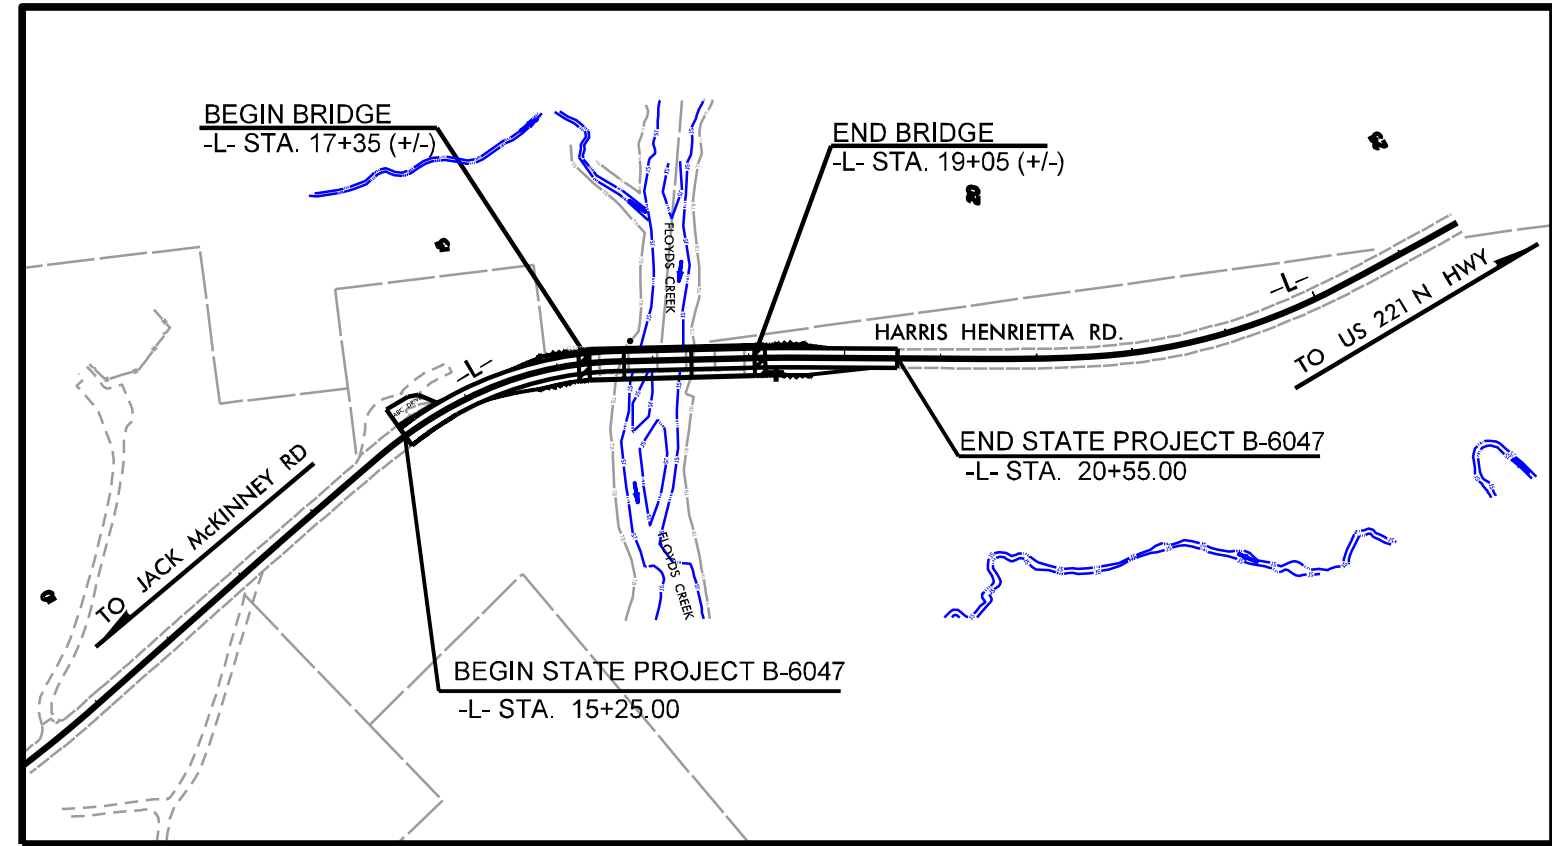 BEGIN BRIDGE
-L- STA. 17+35 (+/-)
END BRIDGE
-L- STA. 19+05 (+/-)
FLOYDS CREEK
-L-
HARRIS HENRIETTA RD.
TO US 221 N HWY
-L-
TO JACK McKINNEY RD
END STATE PROJECT B-6047
-L- STA. 20+55.00
FLOYDS CREEK
BEGIN STATE PROJECT B-6047
-L- STA. 15+25.00